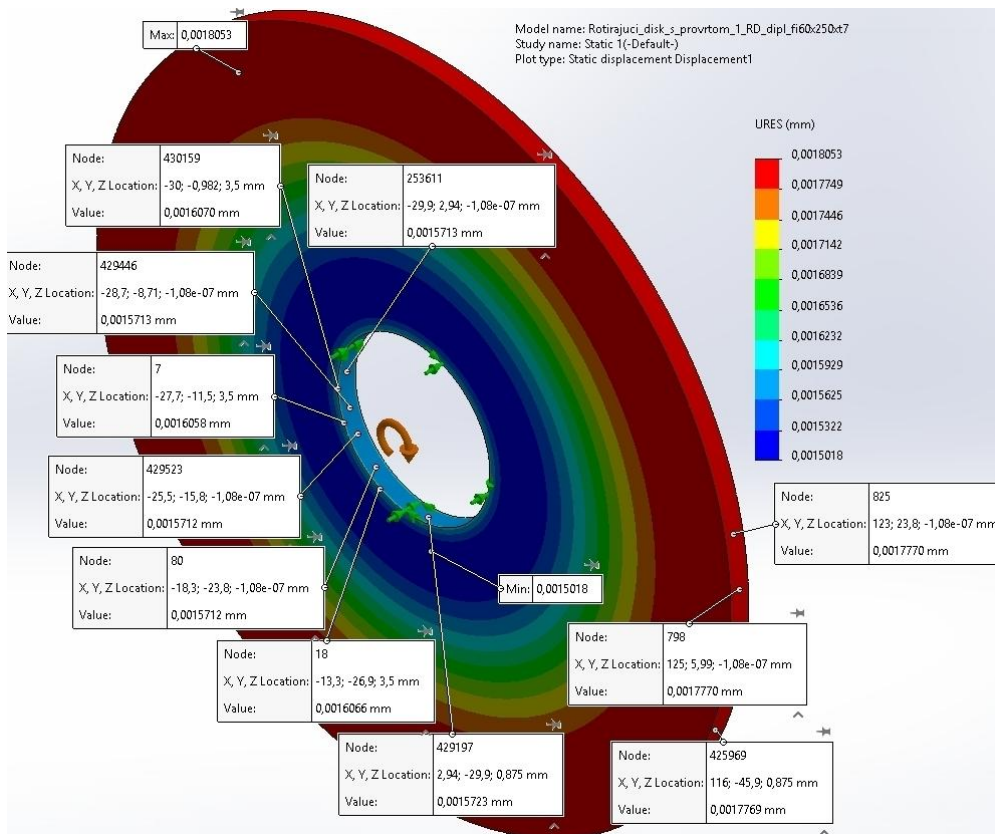 Model name: Rotirajuci_disk_s_provrtom_1_RD_dipl_fi60x250xt7
Study name: Static 1(-Default-)
Plot type: Static displacement Displacement1
Max: 0,0018053
URES (mm)
0,0018053
0,0017749
0,0017446
0,0017142
0,0016839
0,0016536
0,0016232
0,0015929
0,0015625
0,0015322
0,0015018
Node: 430159
X, Y, Z Location: -30; -0,982; 3,5 mm
Value: 0,0016070 mm
Node: 253611
X, Y, Z Location: -29,9; 2,94; -1,08e-07 mm
Value: 0,0015713 mm
Node: 429446
X, Y, Z Location: -28,7; -8,71; -1,08e-07 mm
Value: 0,0015713 mm
Node: 7
X, Y, Z Location: -27,7; -11,5; 3,5 mm
Value: 0,0016058 mm
Node: 429523
X, Y, Z Location: -25,5; -15,8; -1,08e-07 mm
Value: 0,0015712 mm
Node: 825
X, Y, Z Location: 123; 23,8; -1,08e-07 mm
Value: 0,0017770 mm
Node: 80
X, Y, Z Location: -18,3; -23,8; -1,08e-07 mm
Value: 0,0015712 mm
Min: 0,0015018
Node: 798
X, Y, Z Location: 125; 5,99; -1,08e-07 mm
Value: 0,0017770 mm
Node: 18
X, Y, Z Location: -13,3; -26,9; 3,5 mm
Value: 0,0016066 mm
Node: 429197
X, Y, Z Location: 2,94; -29,9; 0,875 mm
Value: 0,0015723 mm
Node: 425969
X, Y, Z Location: 116; -45,9; 0,875 mm
Value: 0,0017769 mm